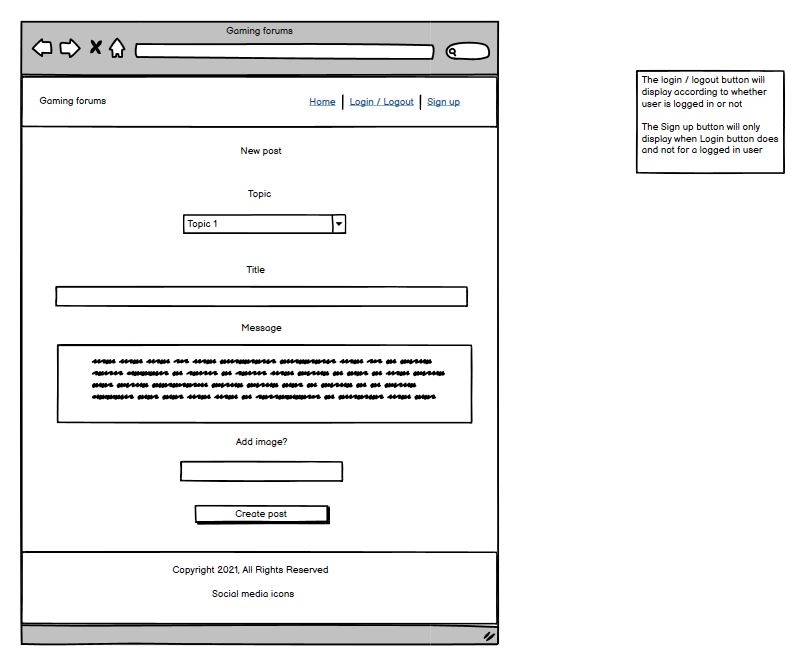 Gaming forums
Gaming forums
Home | Login / Logout | Sign up
New post
Topic
Topic 1
Title
Message
Add image?
Create post
Copyright 2021, All Rights Reserved
Social media icons
The login / logout button will
display according to whether
user is logged in or not
The Sign up button will only
display when Login button does
and not for a logged in user